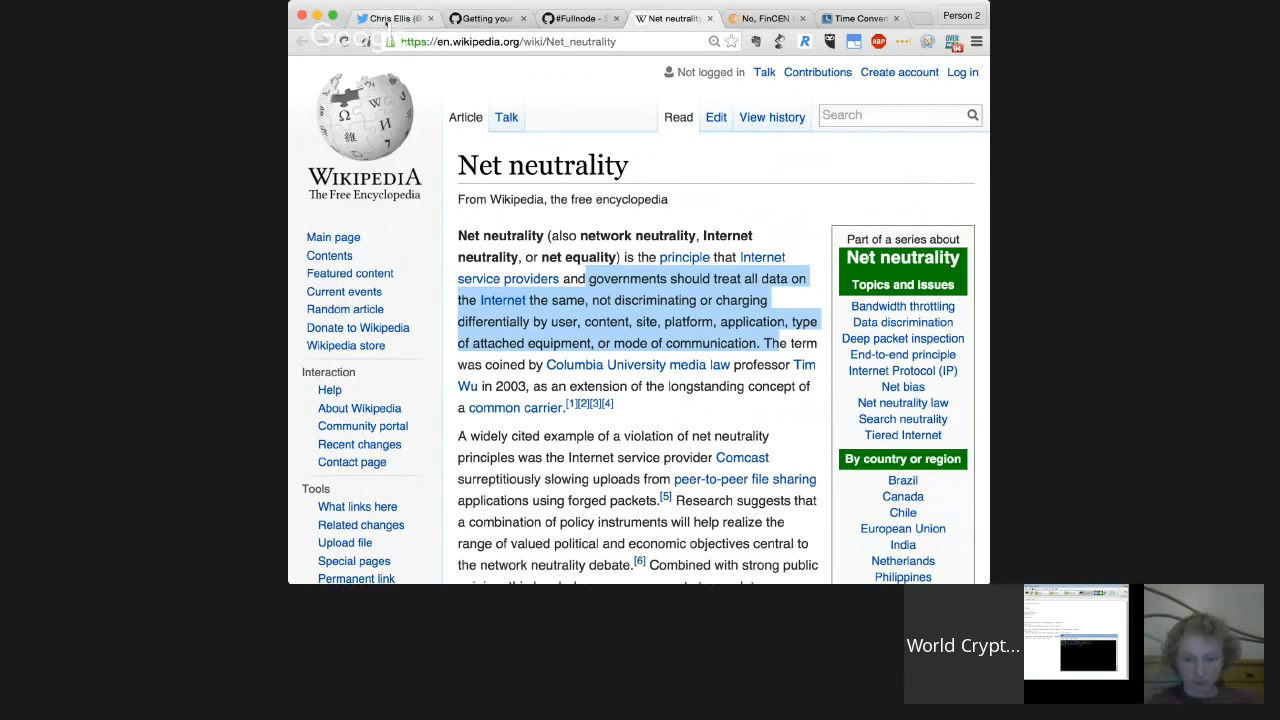 Chris Ellis (@
Getting your
#Fullnode - S
Net neutrality
No, FinCEN
Time Conver
Person 2
https://en.wikipedia.org/wiki/Net_neutrality
ABP
94
Not logged in Talk Contributions Create account Log in
Article Talk Read Edit View history Search
WIKIPEDIA
The Free Encyclopedia
Main page
Contents
Featured content
Current events
Random article
Donate to Wikipedia
Wikipedia store
Interaction
Help
About Wikipedia
Community portal
Recent changes
Contact page
Tools
What links here
Related changes
Upload file
Special pages
Permanent link
Net neutrality
From Wikipedia, the free encyclopedia
Net neutrality (also network neutrality, Internet
neutrality, or net equality) is the principle that Internet
service providers and governments should treat all data on
the Internet the same, not discriminating or charging
differentially by user, content, site, platform, application, type
of attached equipment, or mode of communication. The term
was coined by Columbia University media law professor Tim
Wu in 2003, as an extension of the longstanding concept of
a common carrier.[1][2][3][4]
A widely cited example of a violation of net neutrality
principles was the Internet service provider Comcast
surreptitiously slowing uploads from peer-to-peer file sharing
applications using forged packets.[5] Research suggests that
a combination of policy instruments will help realize the
range of valued political and economic objectives central to
the network neutrality debate.[6] Combined with strong public
Part of a series about
Net neutrality
Topics and issues
Bandwidth throttling
Data discrimination
Deep packet inspection
End-to-end principle
Internet Protocol (IP)
Net bias
Net neutrality law
Search neutrality
Tiered Internet
By country or region
Brazil
Canada
Chile
European Union
India
Netherlands
Philippines
World Crypt...